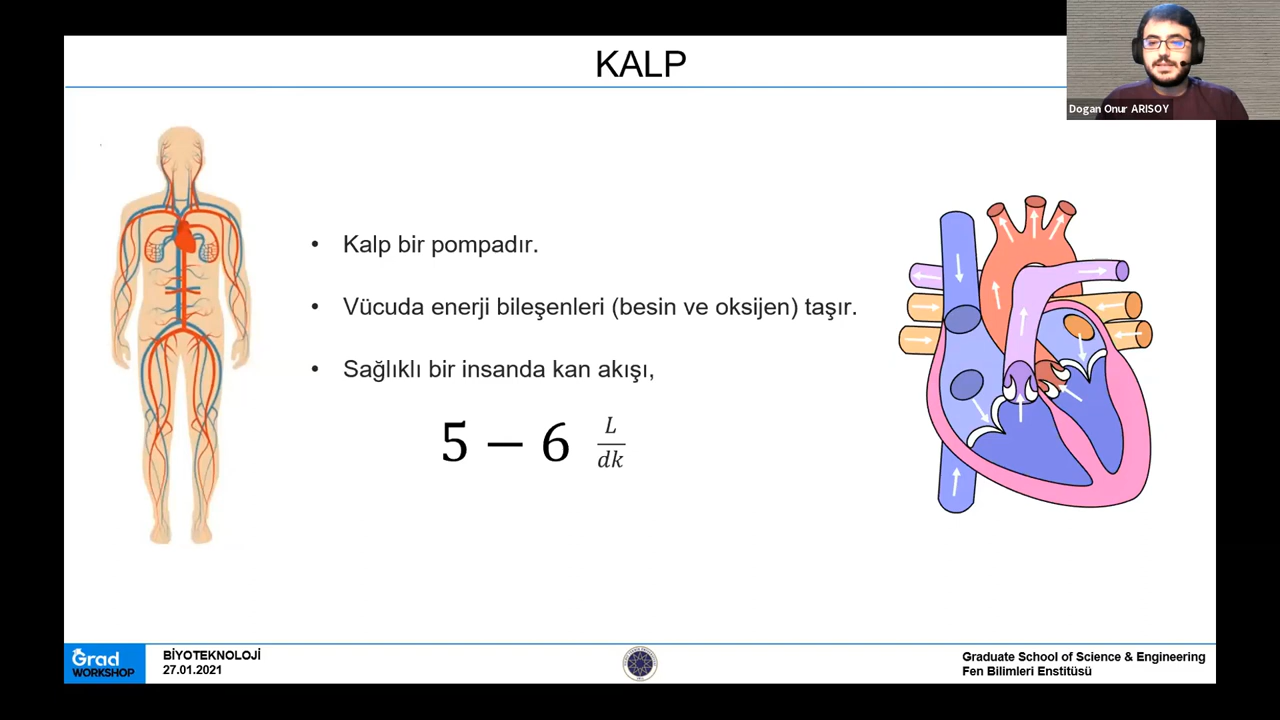 KALP
Dogan Onur ARISOY
• Kalp bir pompadır.
• Vücuda enerji bileşenleri (besin ve oksijen) taşır.
• Sağlıklı bir insanda kan akışı,
5 – 6 L/dk
Grad
WORKSHOP
BİYOTEKNOLOJİ
27.01.2021
Graduate School of Science & Engineering
Fen Bilimleri Enstitüsü